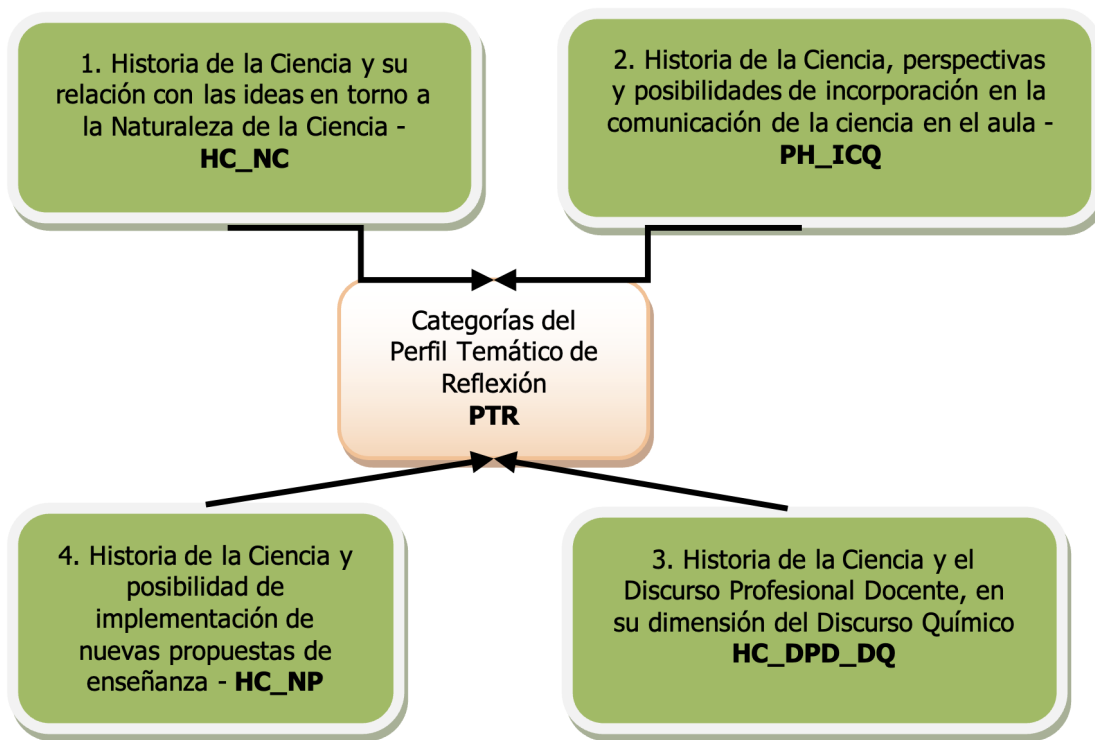 1. Historia de la Ciencia y su
relación con las ideas en torno a
la Naturaleza de la Ciencia -
HC_NC
2. Historia de la Ciencia, perspectivas
y posibilidades de incorporación en la
comunicación de la ciencia en el aula -
PH_ICQ
Categorías del
Perfil Temático de
Reflexión
PTR
4. Historia de la Ciencia y
posibilidad de
implementación de
nuevas propuestas de
enseñanza - HC_NP
3. Historia de la Ciencia y el
Discurso Profesional Docente, en
su dimensión del Discurso Químico
HC_DPD_DQ